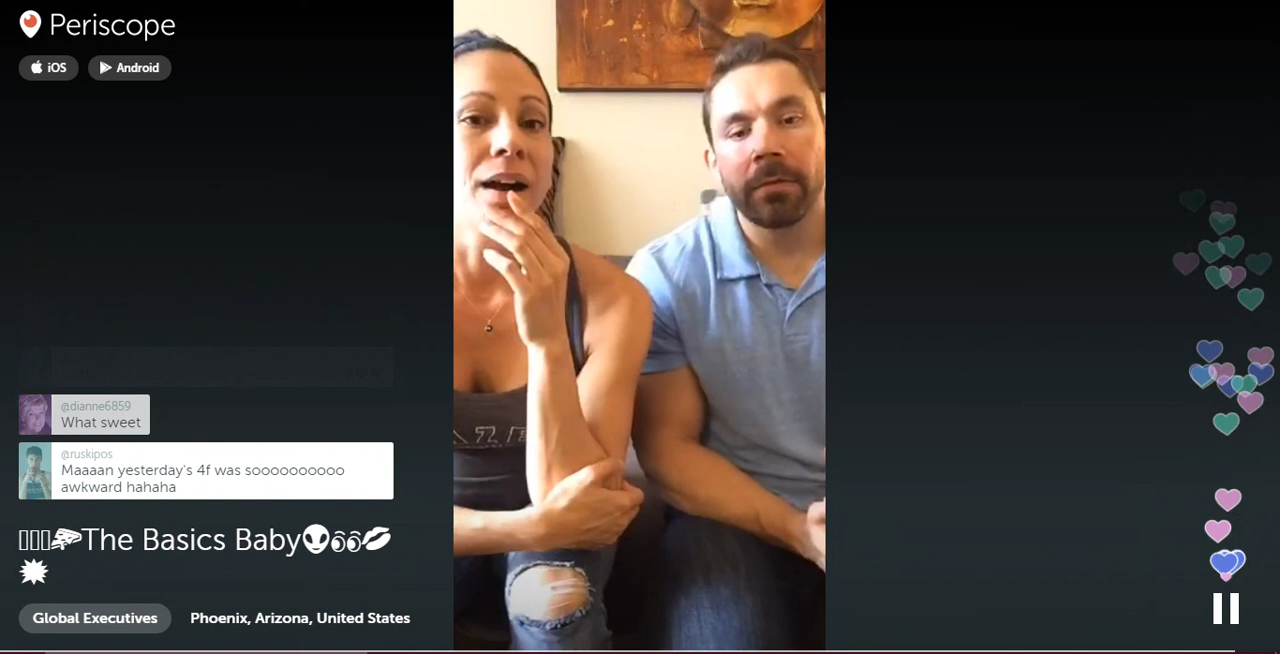 Periscope
iOS
Android
@dianne6859
What sweet
@ruskipos
Maaaan yesterday's 4f was soooooooooo
awkward hahaha
The Basics Baby
Global Executives
Phoenix, Arizona, United States